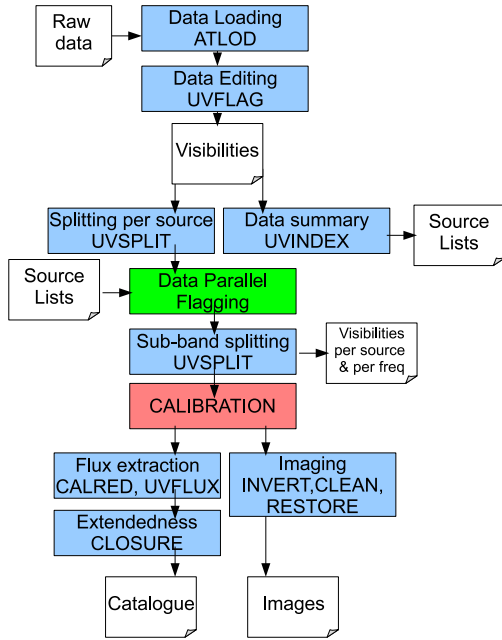 Raw
data
Data Loading
ATLOD
Data Editing
UVFLAG
Visibilities
Splitting per source
UVSPLIT
Data summary
UVINDEX
Source
Lists
Source
Lists
Data Parallel
Flagging
Sub-band splitting
UVSPLIT
Visibilities
per source
& per freq
CALIBRATION
Flux extraction
CALRED, UVFLUX
Imaging
INVERT,CLEAN,
RESTORE
Extendedness
CLOSURE
Catalogue
Images